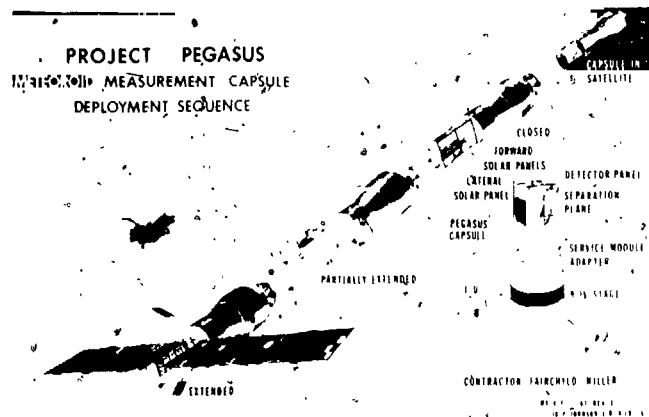 PROJECT PEGASUS
METEOROID MEASUREMENT CAPSULE
DEPLOYMENT SEQUENCE
CAPSULE IN
SATELLITE
CLOSED
FORWARD
SOLAR PANELS
LATERAL
SOLAR PANEL
DETECTOR PANEL
SEPARATION
PLANE
PEGASUS
CAPSULE
SERVICE MODULE
ADAPTER
PARTIALLY EXTENDED
STAGE
EXTENDED
CONTRACTOR FAIRCHILD HILLER